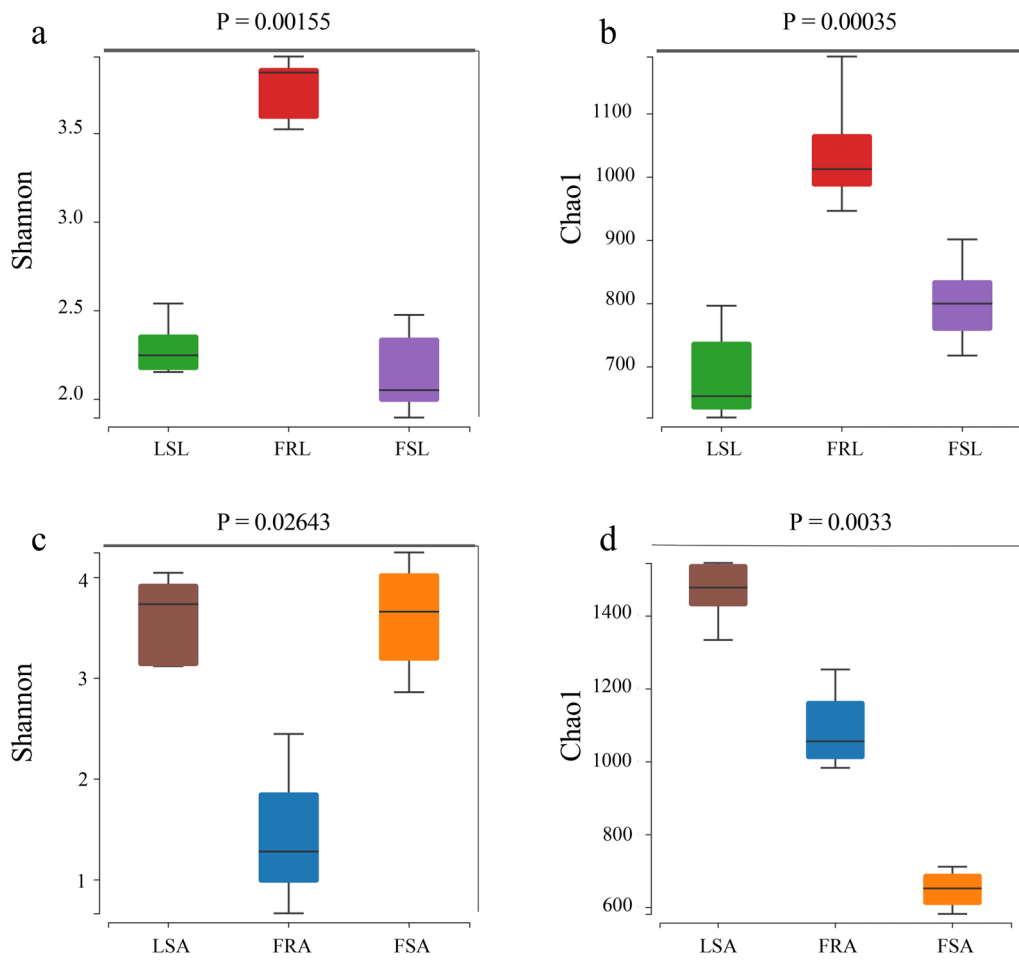 a
P = 0.00155
Shannon
3.5
3.0
2.5
2.0
LSL FRL FSL
b
P = 0.00035
Chao1
1100
1000
900
800
700
LSL FRL FSL
c
P = 0.02643
Shannon
4
3
2
1
LSA FRA FSA
d
P = 0.0033
Chao1
1400
1200
1000
800
600
LSA FRA FSA